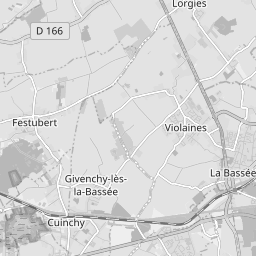 Lorgies
D 166
Festubert
Violaines
La Bassée
Givenchy-lès-
la-Bassée
Cuinchy